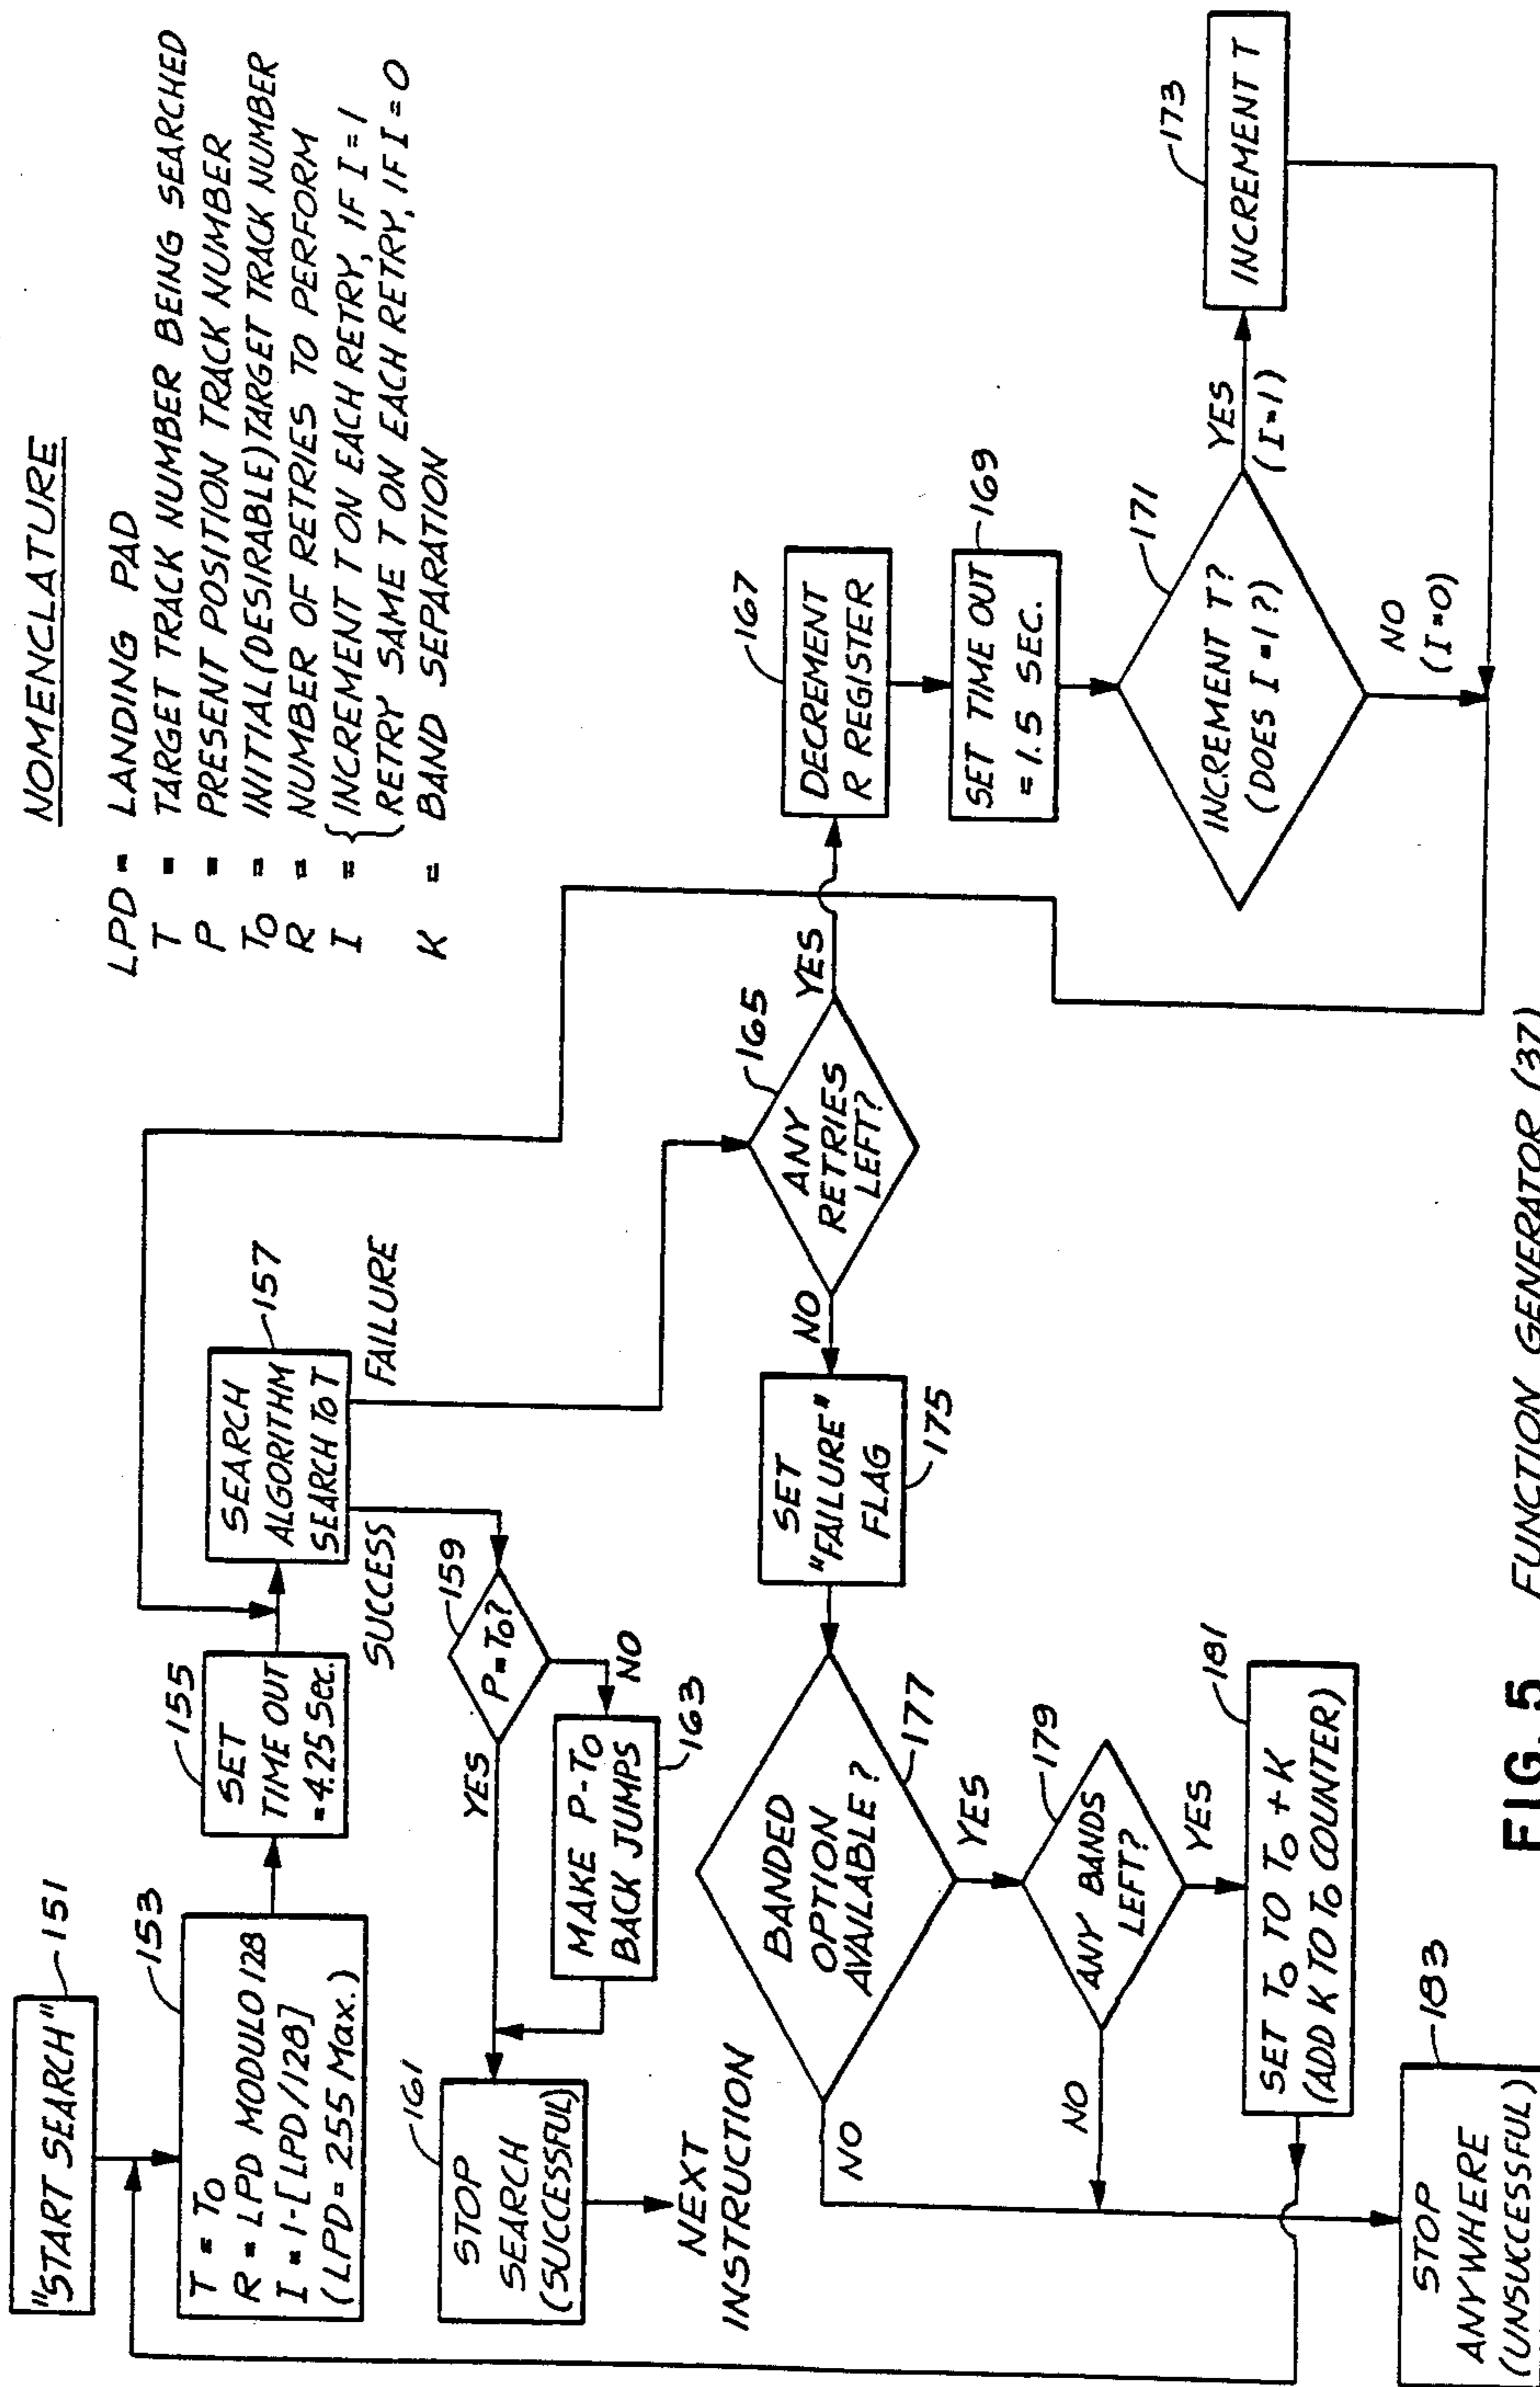 NOMENCLATURE
LPD = LANDING PAD
T = TARGET TRACK NUMBER BEING SEARCHED
P = PRESENT POSITION TRACK NUMBER
To = INITIAL (DESIRABLE) TARGET TRACK NUMBER
R = NUMBER OF RETRIES TO PERFORM
I = { INCREMENT T ON EACH RETRY, IF I = 1
RETRY SAME T ON EACH RETRY, IF I = 0
K = BAND SEPARATION
"START SEARCH"
151
T = To
R = LPD MODULO 128
I = 1-[LPD/128]
(LPD = 255 Max.)
153
SET
TIME OUT
= 4.25 Sec.
155
SEARCH
ALGORITHM
SEARCH To T
157
SUCCESS
FAILURE
P = To?
159
YES
NO
STOP
SEARCH
(SUCCESSFUL)
161
NEXT
INSTRUCTION
MAKE P-To
BACK JUMPS
163
ANY
RETRIES
LEFT?
165
YES
NO
DECREMENT
R REGISTER
167
SET TIME OUT
= 1.5 SEC.
169
INCREMENT T?
(DOES I = 1?)
171
YES
(I = 1)
NO
(I = 0)
INCREMENT T
173
SET
"FAILURE"
FLAG
175
BANDED
OPTION
AVAILABLE?
177
NO
YES
ANY BANDS
LEFT?
179
NO
YES
SET To TO To + K
(ADD K TO To COUNTER)
181
STOP
ANYWHERE
(UNSUCCESSFUL)
183
FIG. 5 FUNCTION GENERATOR (37)